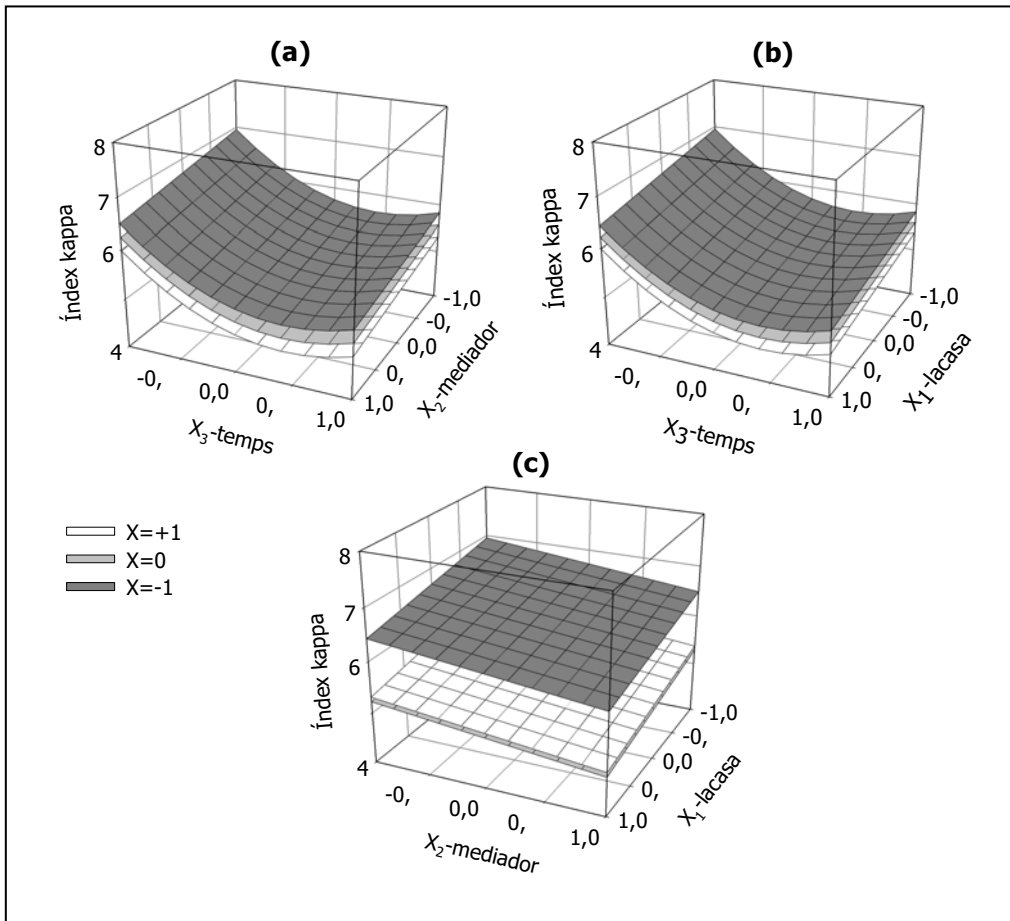 (a)
8
7
6
4
Índex kappa
-0,
0,0
0,
1,0
X₃-temps
-1,0
-0,
0,0
0,
1,0
X₂-mediador
(b)
8
7
6
4
Índex kappa
-0,
0,0
0,
1,0
X3-temps
-1,0
-0,
0,0
0,
1,0
X1-lacasa
X=+1
X=0
X=-1
(c)
8
7
6
4
Índex kappa
-0,
0,0
0,
1,0
X₂-mediador
-1,0
-0,
0,0
0,
1,0
X₁-lacasa